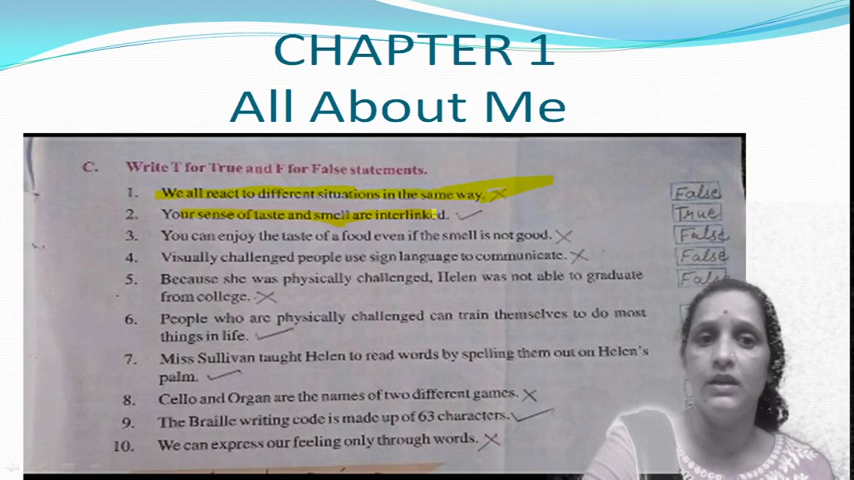 CHAPTER 1
All About Me
C. Write T for True and F for False statements.
1. We all react to different situations in the same way. False
2. Your sense of taste and smell are interlinked. True
3. You can enjoy the taste of a food even if the smell is not good. False
4. Visually challenged people use sign language to communicate. False
5. Because she was physically challenged, Helen was not able to graduate
from college.
6. People who are physically challenged can train themselves to do most
things in life.
7. Miss Sullivan taught Helen to read words by spelling them out on Helen's
palm.
8. Cello and Organ are the names of two different games.
9. The Braille writing code is made up of 63 characters.
10. We can express our feeling only through words.